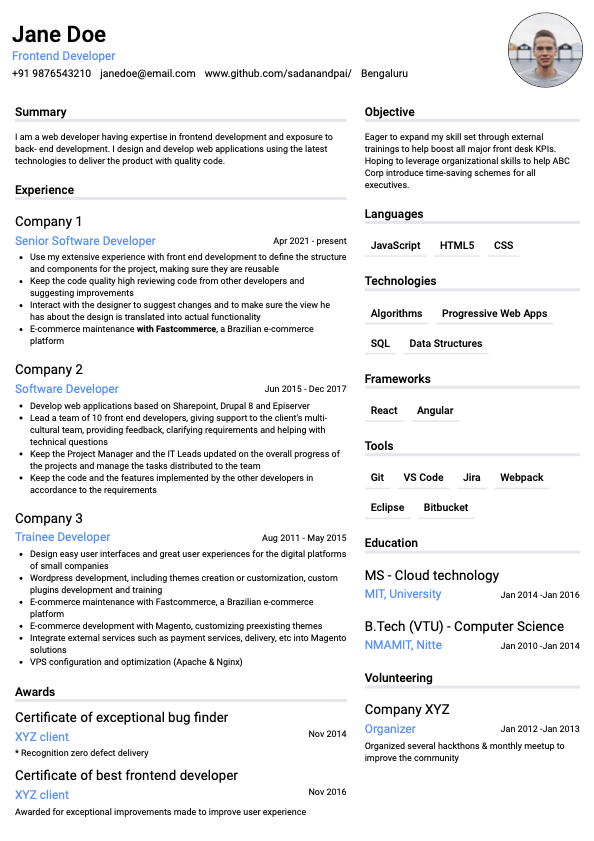 Jane Doe
Frontend Developer
+91 9876543210 janedoe@email.com www.github.com/sadanandpai/ Bengaluru
Summary
I am a web developer having expertise in frontend development and exposure to
back- end development. I design and develop web applications using the latest
technologies to deliver the product with quality code.
Experience
Company 1
Senior Software Developer Apr 2021 - present
• Use my extensive experience with front end development to define the structure
and components for the project, making sure they are reusable
• Keep the code quality high reviewing code from other developers and
suggesting improvements
• Interact with the designer to suggest changes and to make sure the view he
has about the design is translated into actual functionality
• E-commerce maintenance with Fastcommerce, a Brazilian e-commerce
platform
Company 2
Software Developer Jun 2015 - Dec 2017
• Develop web applications based on Sharepoint, Drupal 8 and Episerver
• Lead a team of 10 front end developers, giving support to the client's multi-
cultural team, providing feedback, clarifying requirements and helping with
technical questions
• Keep the Project Manager and the IT Leads updated on the overall progress of
the projects and manage the tasks distributed to the team
• Keep the code and the features implemented by the other developers in
accordance to the requirements
Company 3
Trainee Developer Aug 2011 - May 2015
• Design easy user interfaces and great user experiences for the digital platforms
of small companies
• Wordpress development, including themes creation or customization, custom
plugins development and training
• E-commerce maintenance with Fastcommerce, a Brazilian e-commerce
platform
• E-commerce development with Magento, customizing preexisting themes
• Integrate external services such as payment services, delivery, etc into Magento
solutions
• VPS configuration and optimization (Apache & Nginx)
Awards
Certificate of exceptional bug finder
XYZ client Nov 2014
* Recognition zero defect delivery
Certificate of best frontend developer
XYZ client Nov 2016
Awarded for exceptional improvements made to improve user experience
Objective
Eager to expand my skill set through external
trainings to help boost all major front desk KPIs.
Hoping to leverage organizational skills to help ABC
Corp introduce time-saving schemes for all
executives.
Languages
JavaScript HTML5 CSS
Technologies
Algorithms Progressive Web Apps
SQL Data Structures
Frameworks
React Angular
Tools
Git VS Code Jira Webpack
Eclipse Bitbucket
Education
MS - Cloud technology
MIT, University Jan 2014 -Jan 2016
B.Tech (VTU) - Computer Science
NMAMIT, Nitte Jan 2010 -Jan 2014
Volunteering
Company XYZ
Organizer Jan 2012 -Jan 2013
Organized several hackthons & monthly meetup to
improve the community